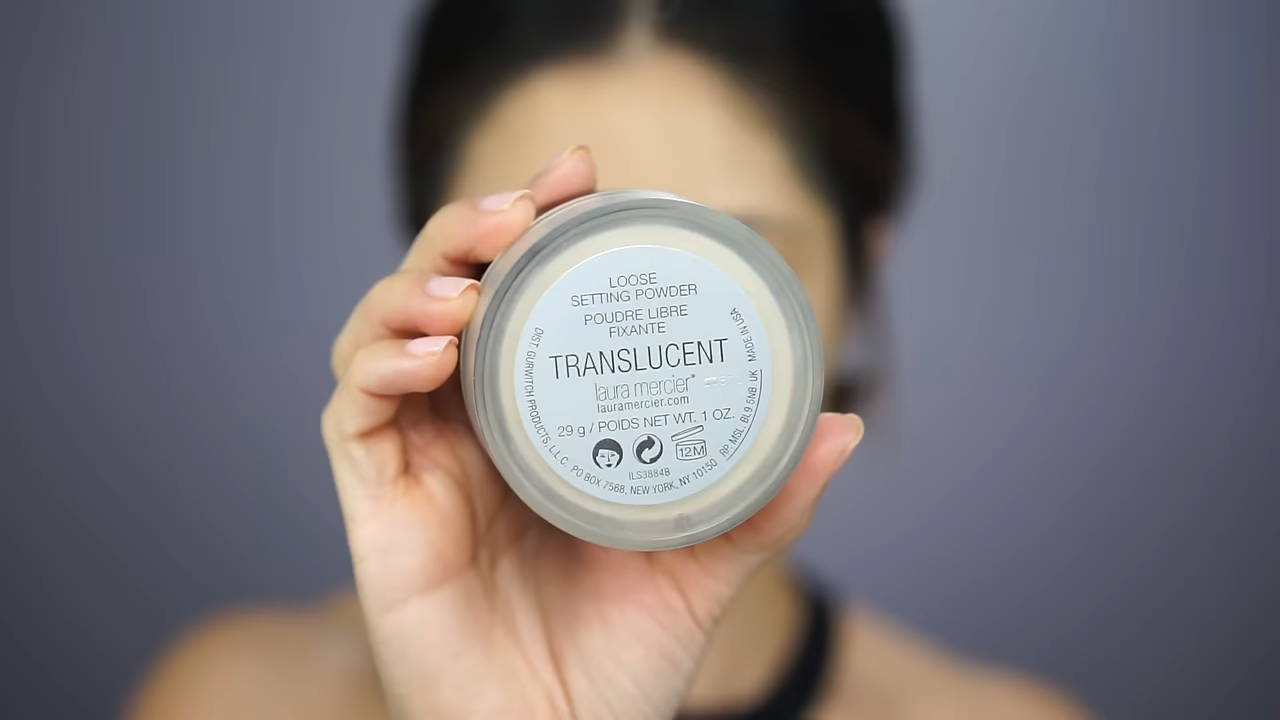 LOOSE
SETTING POWDER
POUDRE LIBRE
FIXANTE
TRANSLUCENT
laura mercier®
lauramercier.com
29 g / POIDS NET WT. 1 OZ.
12M
ILS3884B
DIST. GURWITCH PRODUCTS, L.L.C. PO BOX 7568, NEW YORK, NY 10150
RP. MSL. BL9 5NB. UK
MADE IN USA